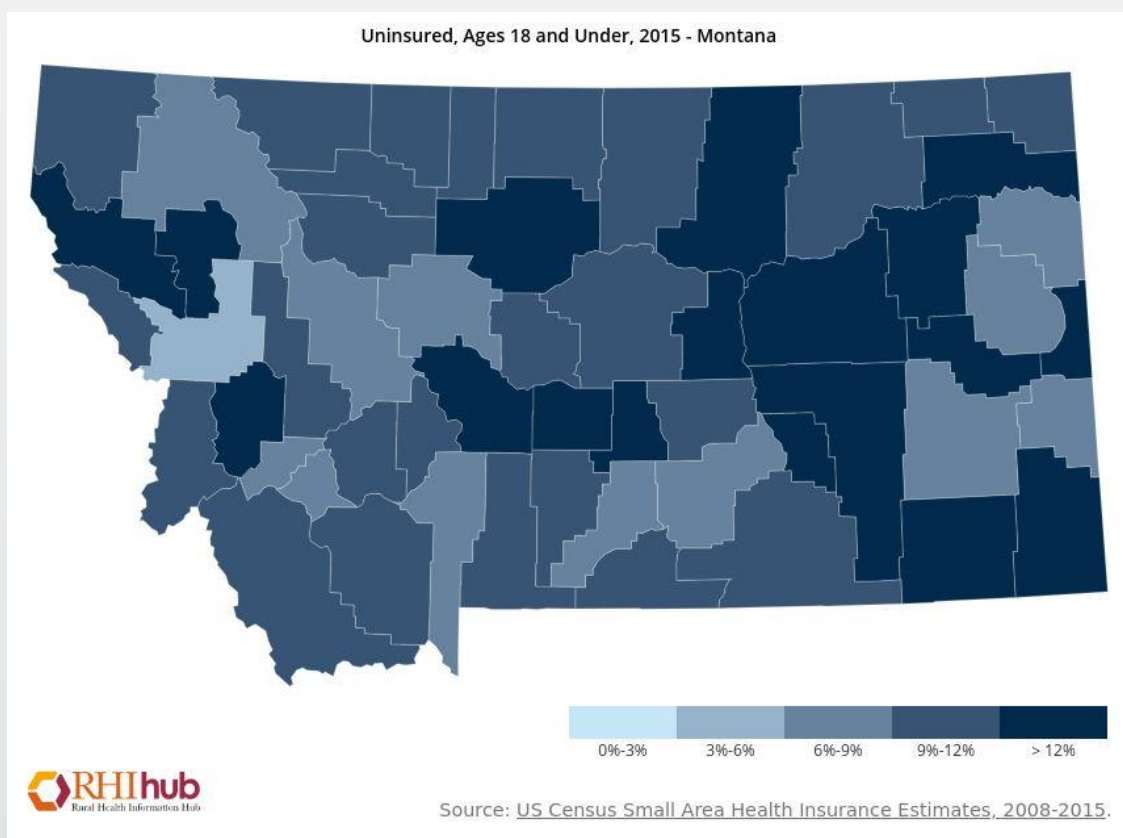 Uninsured, Ages 18 and Under, 2015 - Montana
0%-3% 3%-6% 6%-9% 9%-12% > 12%
RHIhub
Rural Health Information Hub
Source: US Census Small Area Health Insurance Estimates, 2008-2015.